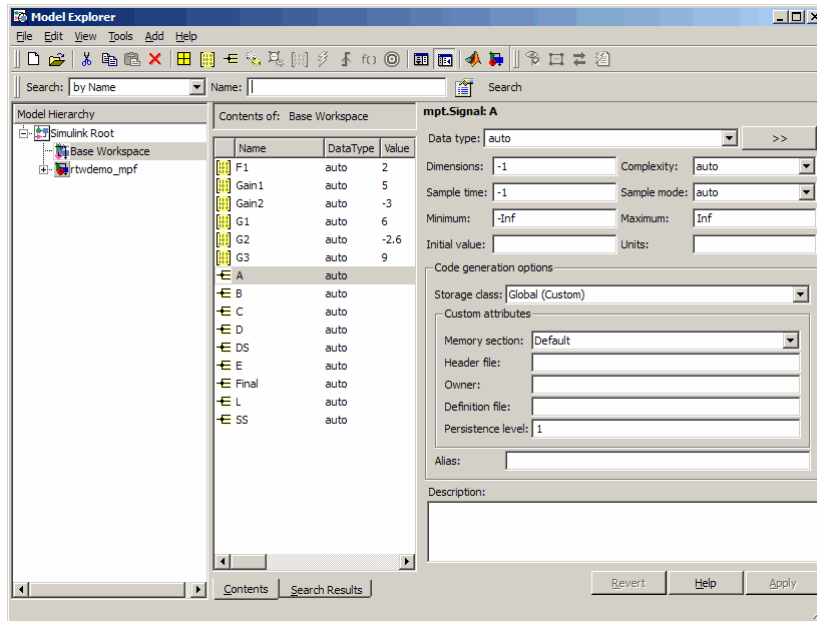 Model Explorer
File Edit View Tools Add Help
f()
Search: by Name Name: Search
Model Hierarchy
Simulink Root
Base Workspace
rtwdemo_mpf
Contents of: Base Workspace
Name DataType Value
F1 auto 2
Gain1 auto 5
Gain2 auto -3
G1 auto 6
G2 auto -2.6
G3 auto 9
A auto
B auto
C auto
D auto
DS auto
E auto
Final auto
L auto
SS auto
Contents Search Results
mpt.Signal: A
Data type: auto >>
Dimensions: -1 Complexity: auto
Sample time: -1 Sample mode: auto
Minimum: -Inf Maximum: Inf
Initial value: Units:
Code generation options
Storage class: Global (Custom)
Custom attributes
Memory section: Default
Header file:
Owner:
Definition file:
Persistence level: 1
Alias:
Description:
Revert Help Apply